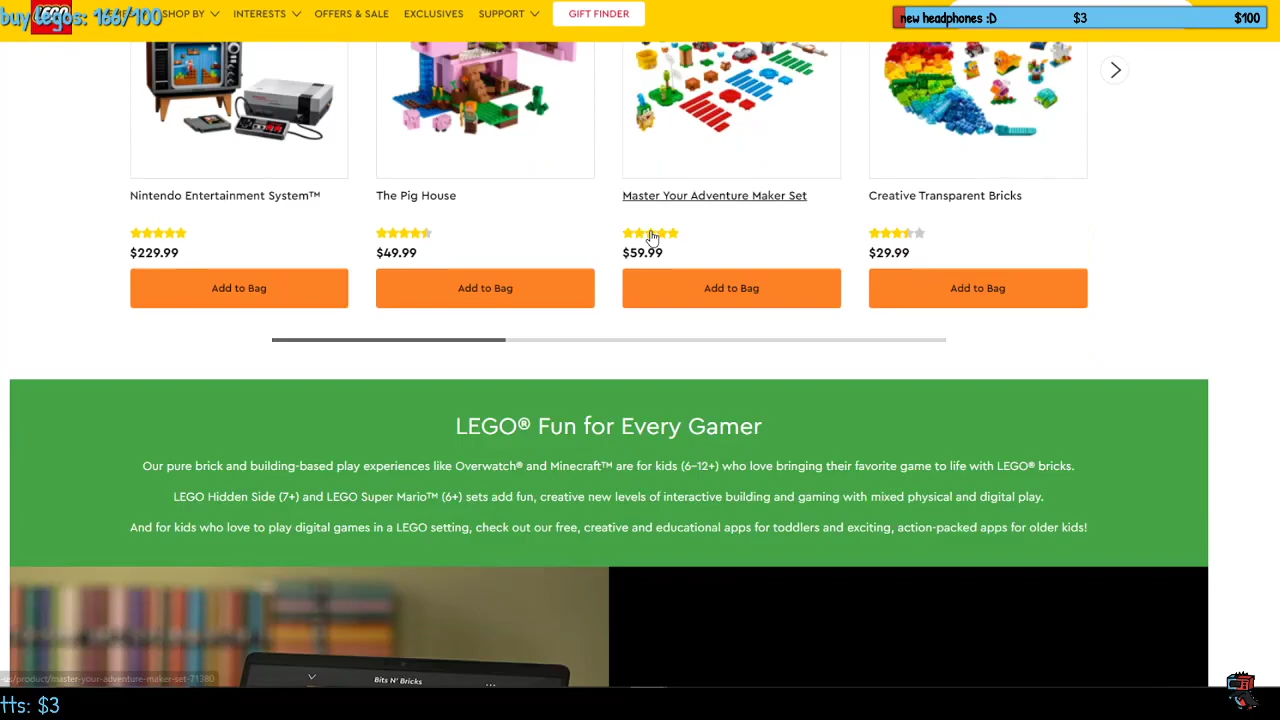 buy legos: 166/100
LEGO
SHOP BY
INTERESTS
OFFERS & SALE
EXCLUSIVES
SUPPORT
GIFT FINDER
new headphones :D $3 $100
Nintendo Entertainment System™
The Pig House
Master Your Adventure Maker Set
Creative Transparent Bricks
$229.99
$49.99
$59.99
$29.99
Add to Bag
Add to Bag
Add to Bag
Add to Bag
LEGO® Fun for Every Gamer
Our pure brick and building-based play experiences like Overwatch® and Minecraft™ are for kids (6-12+) who love bringing their favorite game to life with LEGO® bricks.
LEGO Hidden Side (7+) and LEGO Super Mario™ (6+) sets add fun, creative new levels of interactive building and gaming with mixed physical and digital play.
And for kids who love to play digital games in a LEGO setting, check out our free, creative and educational apps for toddlers and exciting, action-packed apps for older kids!
Bits N' Bricks
-us/product/master-your-adventure-maker-set-71380
tts: $3